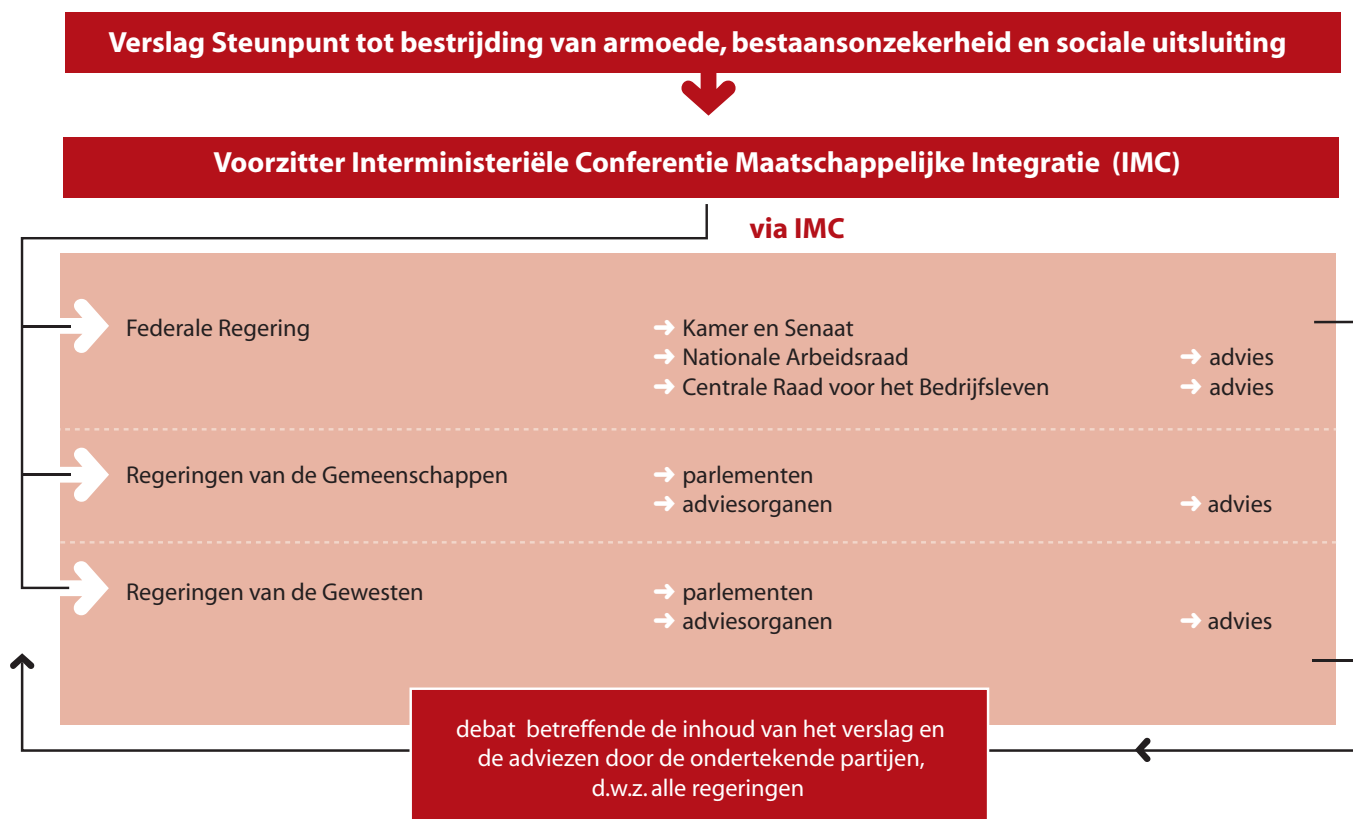 Verslag Steunpunt tot bestrijding van armoede, bestaansonzekerheid en sociale uitsluiting
Voorzitter Interministeriële Conferentie Maatschappelijke Integratie (IMC)
via IMC
Federale Regering
Kamer en Senaat
Nationale Arbeidsraad
advies
Centrale Raad voor het Bedrijfsleven
advies
Regeringen van de Gemeenschappen
parlementen
adviesorganen
advies
Regeringen van de Gewesten
parlementen
adviesorganen
advies
debat betreffende de inhoud van het verslag en
de adviezen door de ondertekende partijen,
d.w.z. alle regeringen